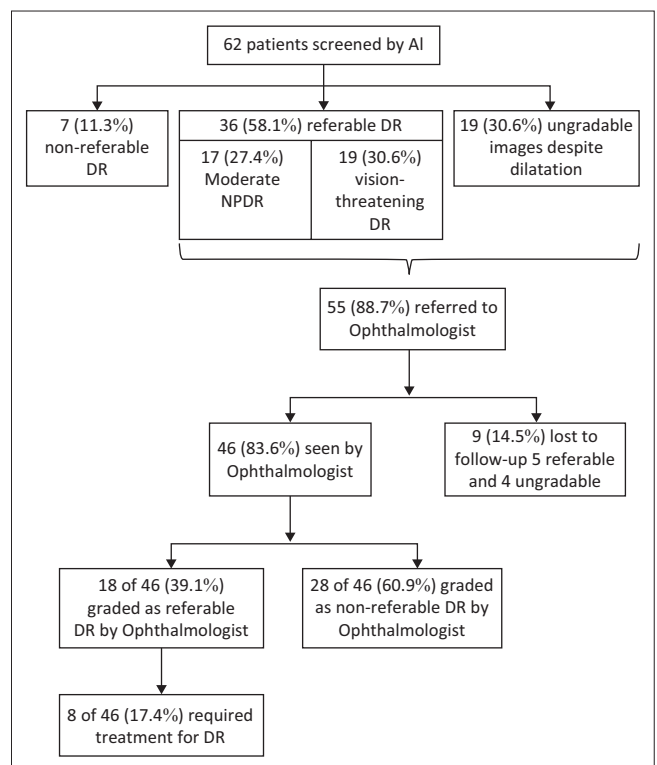 62 patients screened by AI
7 (11.3%)
non-referable
DR
36 (58.1%) referable DR
17 (27.4%)
Moderate
NPDR
19 (30.6%)
vision-
threatening
DR
19 (30.6%) ungradable
images despite
dilatation
55 (88.7%) referred to
Ophthalmologist
46 (83.6%) seen by
Ophthalmologist
9 (14.5%) lost to
follow-up 5 referable
and 4 ungradable
18 of 46 (39.1%)
graded as referable
DR by Ophthalmologist
28 of 46 (60.9%) graded
as non-referable DR by
Ophthalmologist
8 of 46 (17.4%) required
treatment for DR